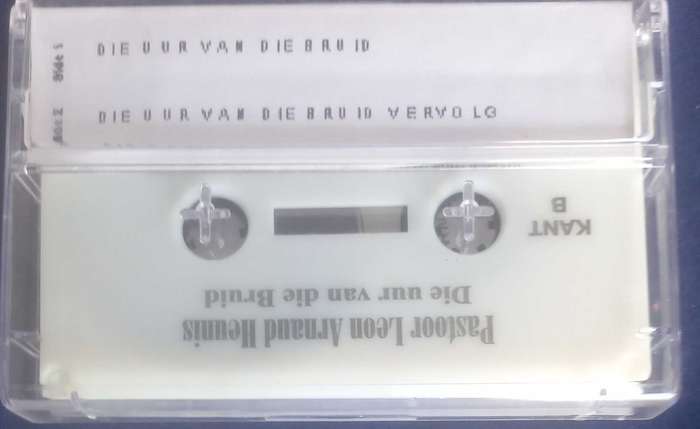 Side 1 DIE UUR VAN DIE BRUID
Side 2 DIE UUR VAN DIE BRUID VERVOLG
KANT
B
Pastoor Leon Arnaud Heunis
Die uur van die Bruid